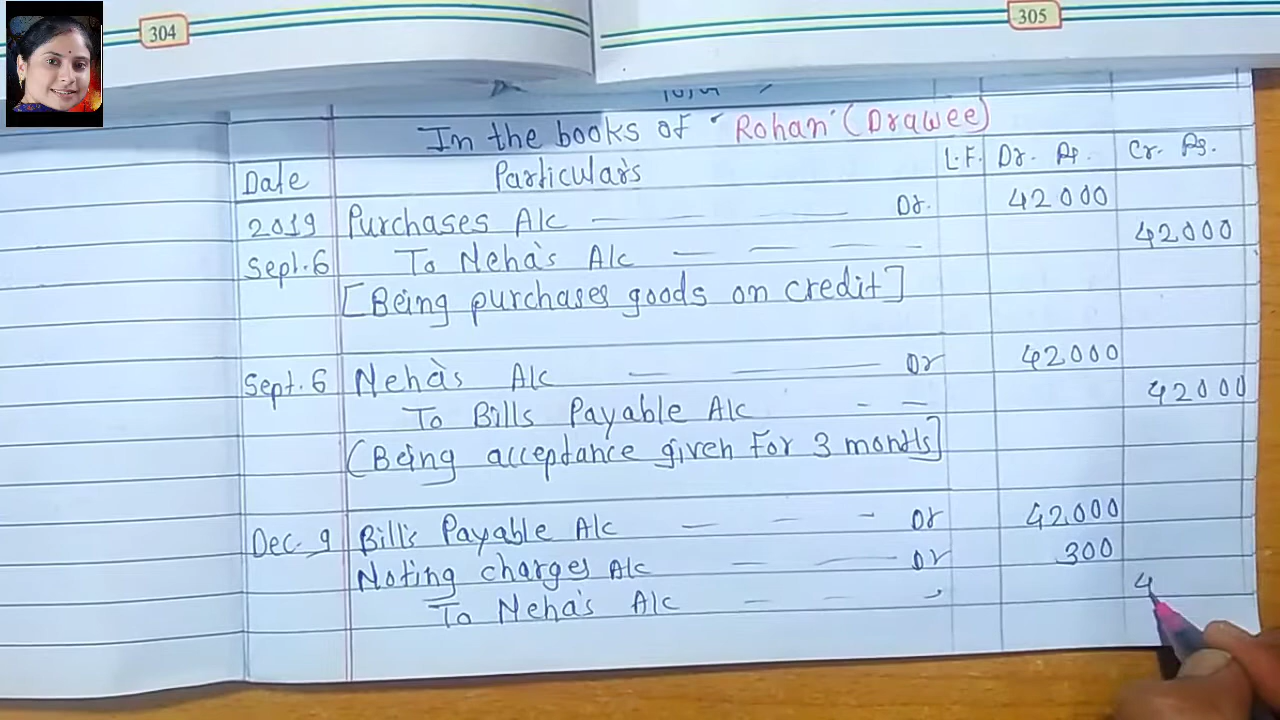 304
305
In the books of "Rohan" (Drawee)
Date Particulars L.F. Dr. Rs. Cr. Rs.
2019 Purchases A/c Dr. 42000
Sept. 6 To Neha's A/c 42000
[Being purchases goods on credit]
Sept. 6 Neha's A/c Dr 42000
To Bills Payable A/c 42000
(Being acceptance given for 3 months]
Dec. 9 Bills Payable A/c Dr 42000
Noting charges A/c Dr 300
To Neha's A/c 4